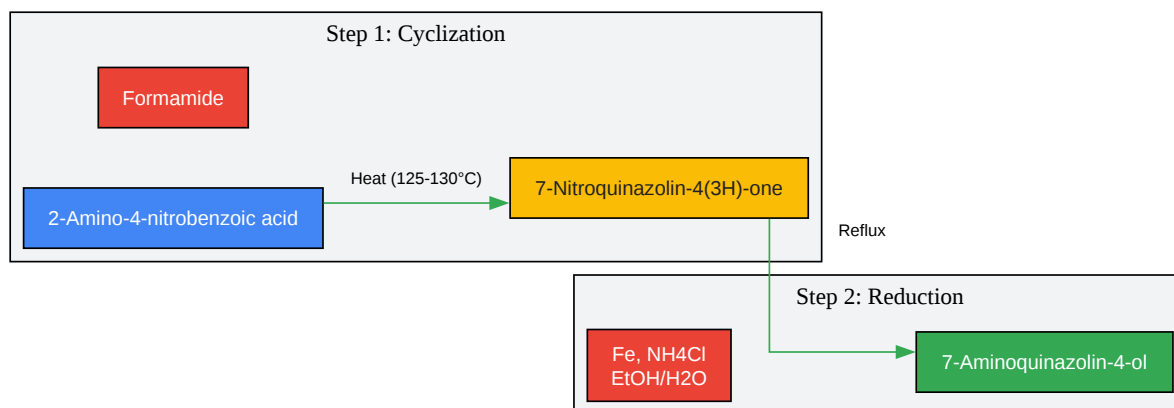 Step 1: Cyclization
Formamide
Heat (125-130°C)
2-Amino-4-nitrobenzoic acid
7-Nitroquinazolin-4(3H)-one
Reflux
Step 2: Reduction
Fe, NH4Cl
EtOH/H2O
7-Aminoquinazolin-4-ol